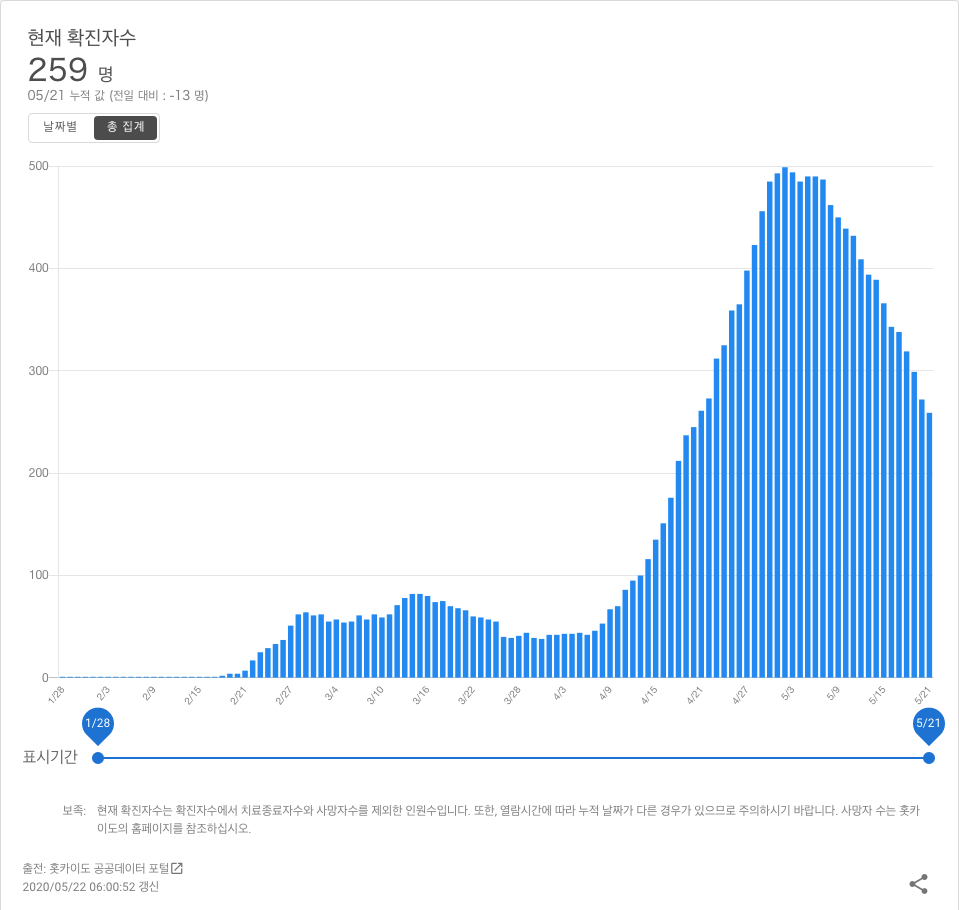 현재 확진자수
259 명
05/21 누적 값 (전일 대비 : -13 명)
날짜별 총 집계
500
400
300
200
100
0
1/28 2/3 2/9 2/15 2/21 2/27 3/4 3/10 3/16 3/22 3/28 4/3 4/9 4/15 4/21 4/27 5/3 5/9 5/15 5/21
1/28 5/21
표시기간
보족: 현재 확진자수는 확진자수에서 치료종료자수와 사망자수를 제외한 인원수입니다. 또한, 열람시간에 따라 누적 날짜가 다른 경우가 있으므로 주의하시기 바랍니다. 사망자 수는 홋카
이도의 홈페이지를 참조하십시오.
출전: 홋카이도 공공데이터 포털
2020/05/22 06:00:52 갱신